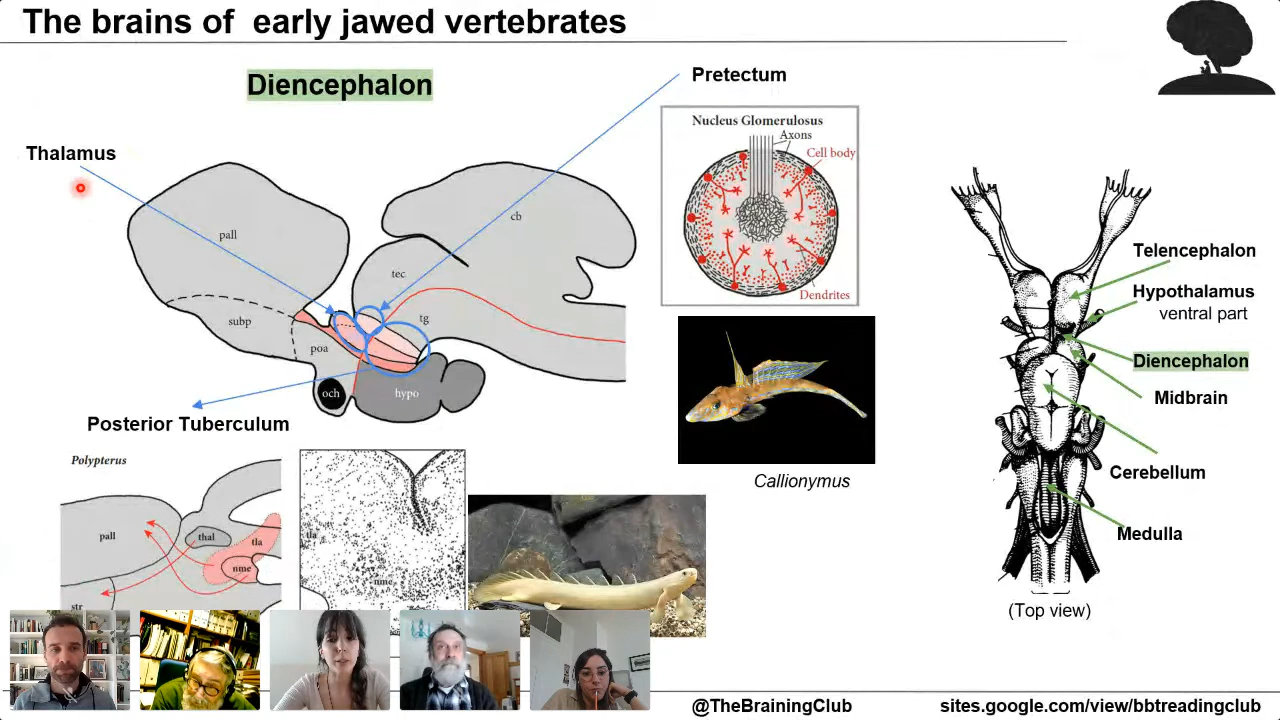 The brains of early jawed vertebrates
Diencephalon
Pretectum
Thalamus
Nucleus Glomerulosus
Axons
Cell body
Dendrites
pall
cb
tec
subp
tg
poa
och
hypo
Posterior Tuberculum
Callionymus
Polypterus
pall
thal
tla
nme
str
tla
nme
Telencephalon
Hypothalamus
ventral part
Diencephalon
Midbrain
Cerebellum
Medulla
(Top view)
@TheBrainingClub
sites.google.com/view/bbtreadingclub